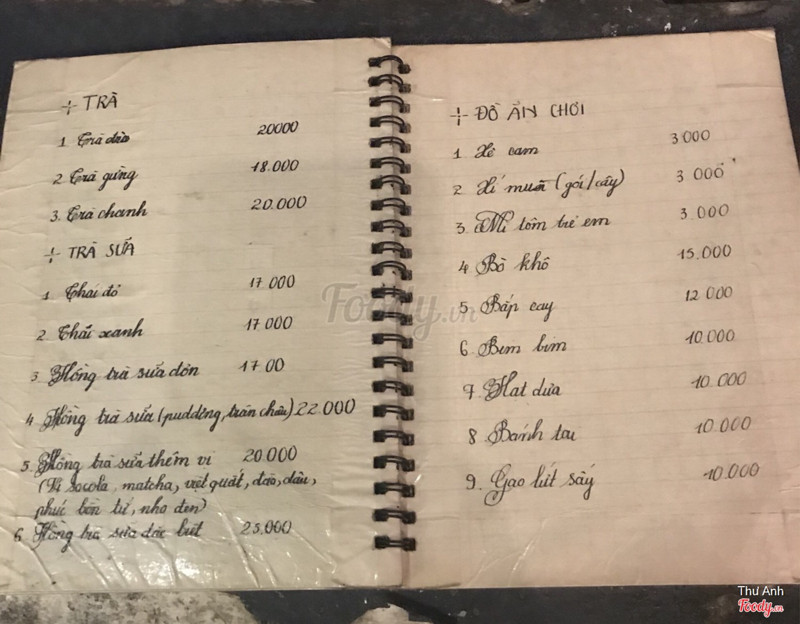 + TRÀ
1 Trà đào 20000
2. Trà gừng 18.000
3. Trà chanh 20.000
+ TRÀ SỮA
1 Thái đỏ 17 000
2 Thái xanh 17 000
3 Hồng trà sữa đơn 17 00
4 Hồng trà sữa (pudding, trân châu) 22.000
5. Hồng trà sữa thêm vị 20.000
(Vị socola, matcha, việt quất, đào, dâu,
phúc bồn tử, nho đen)
6 Hồng trà sữa đặc biệt 25.000
+ ĐỒ ĂN CHƠI
1 Xí cam 3 000
2 Xí muội (gói/cây) 3 000
3. Mì tôm trẻ em 3.000
4. Bò khô 15.000
5 Bắp cay 12 000
6 Bim bim 10.000
7 Hạt dưa 10.000
8 Bánh tai 10.000
9. Gạo lứt sấy 10.000
Foody.vn
Thư Anh
Foody.vn